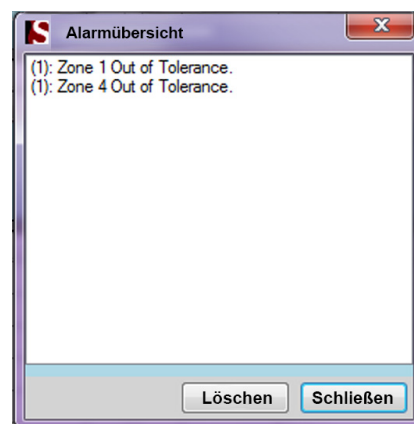 Alarmübersicht
(1): Zone 1 Out of Tolerance.
(1): Zone 4 Out of Tolerance.
Löschen Schließen